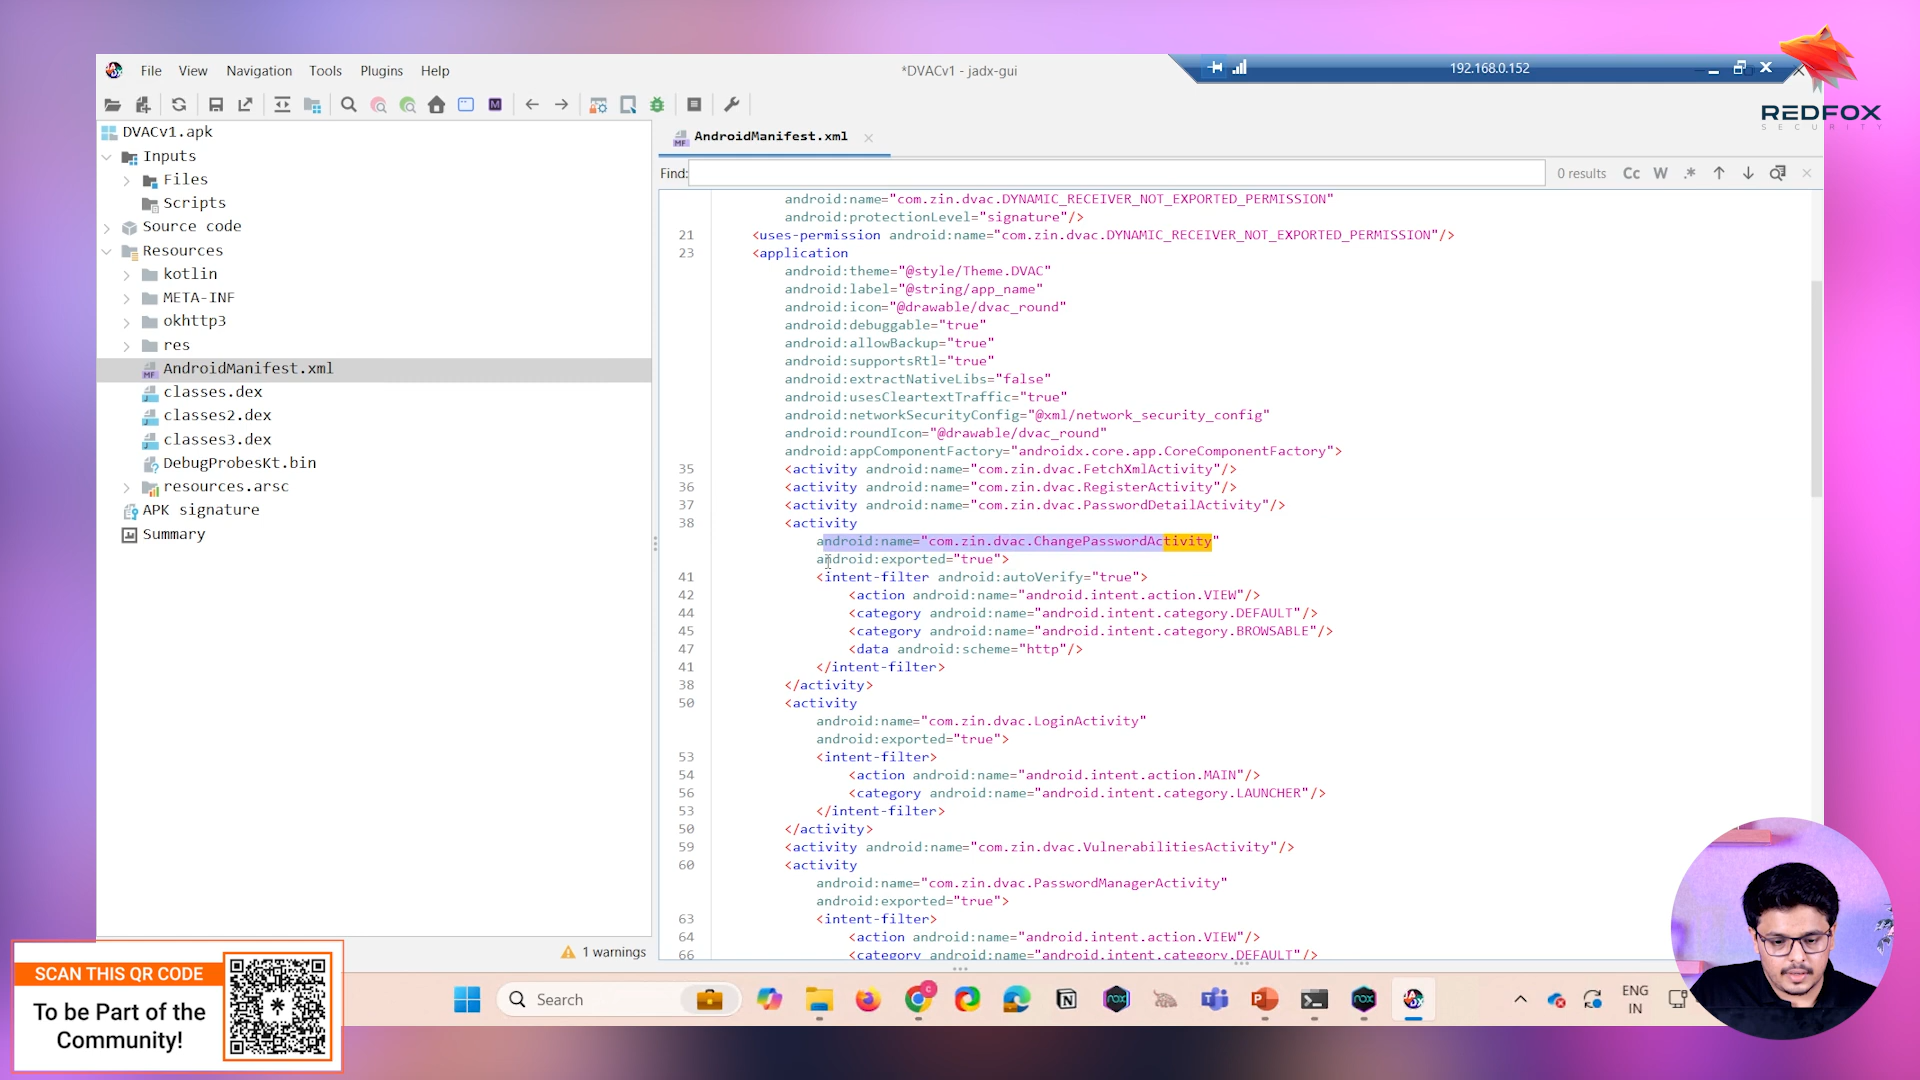 File View Navigation Tools Plugins Help
*DVACv1 - jadx-gui
192.168.0.152
REDFOX
SECURITY
DVACv1.apk
Inputs
Files
Scripts
Source code
Resources
kotlin
META-INF
okhttp3
res
AndroidManifest.xml
classes.dex
classes2.dex
classes3.dex
DebugProbesKt.bin
resources.arsc
APK signature
Summary
1 warnings
AndroidManifest.xml
Find:
0 results Cc W .*
android:name="com.zin.dvac.DYNAMIC_RECEIVER_NOT_EXPORTED_PERMISSION"
android:protectionLevel="signature"/>
21 <uses-permission android:name="com.zin.dvac.DYNAMIC_RECEIVER_NOT_EXPORTED_PERMISSION"/>
23 <application
android:theme="@style/Theme.DVAC"
android:label="@string/app_name"
android:icon="@drawable/dvac_round"
android:debuggable="true"
android:allowBackup="true"
android:supportsRtl="true"
android:extractNativeLibs="false"
android:usesCleartextTraffic="true"
android:networkSecurityConfig="@xml/network_security_config"
android:roundIcon="@drawable/dvac_round"
android:appComponentFactory="androidx.core.app.CoreComponentFactory">
35 <activity android:name="com.zin.dvac.FetchXmlActivity"/>
36 <activity android:name="com.zin.dvac.RegisterActivity"/>
37 <activity android:name="com.zin.dvac.PasswordDetailActivity"/>
38 <activity
android:name="com.zin.dvac.ChangePasswordActivity"
android:exported="true">
41 <intent-filter android:autoVerify="true">
42 <action android:name="android.intent.action.VIEW"/>
44 <category android:name="android.intent.category.DEFAULT"/>
45 <category android:name="android.intent.category.BROWSABLE"/>
47 <data android:scheme="http"/>
41 </intent-filter>
38 </activity>
50 <activity
android:name="com.zin.dvac.LoginActivity"
android:exported="true">
53 <intent-filter>
54 <action android:name="android.intent.action.MAIN"/>
56 <category android:name="android.intent.category.LAUNCHER"/>
53 </intent-filter>
50 </activity>
59 <activity android:name="com.zin.dvac.VulnerabilitiesActivity"/>
60 <activity
android:name="com.zin.dvac.PasswordManagerActivity"
android:exported="true">
63 <intent-filter>
64 <action android:name="android.intent.action.VIEW"/>
66 <category android:name="android.intent.category.DEFAULT"/>
SCAN THIS QR CODE
To be Part of the
Community!
Search
ENG
IN